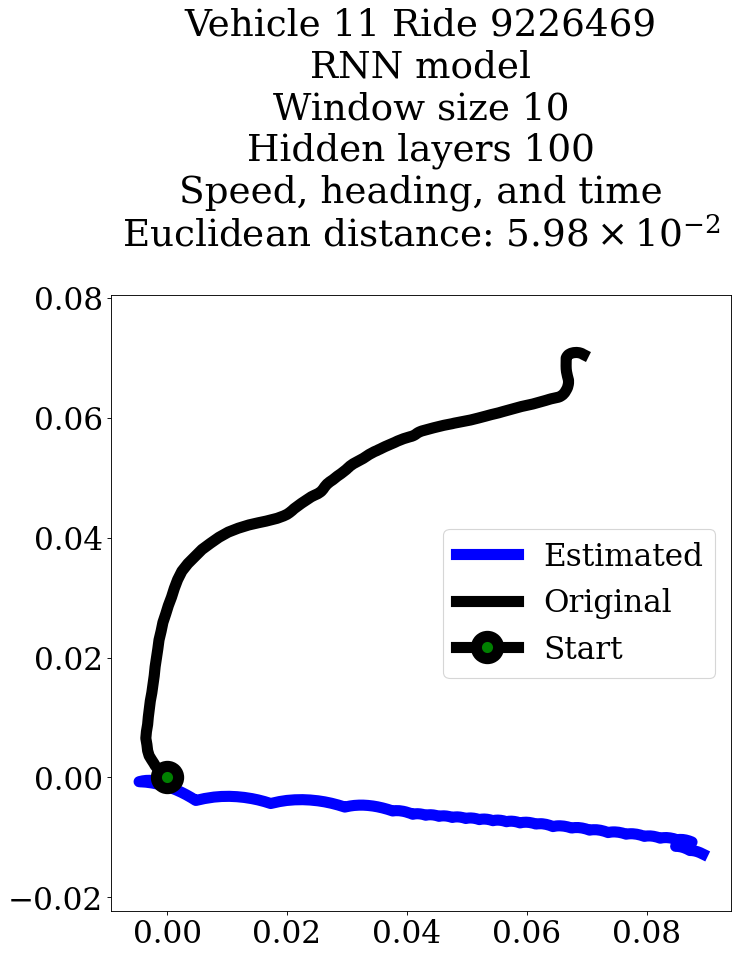 Vehicle 11 Ride 9226469
RNN model
Window size 10
Hidden layers 100
Speed, heading, and time
Euclidean distance: 5.98 × 10⁻²
0.08
0.06
0.04
0.02
0.00
−0.02
Estimated
Original
Start
0.00 0.02 0.04 0.06 0.08